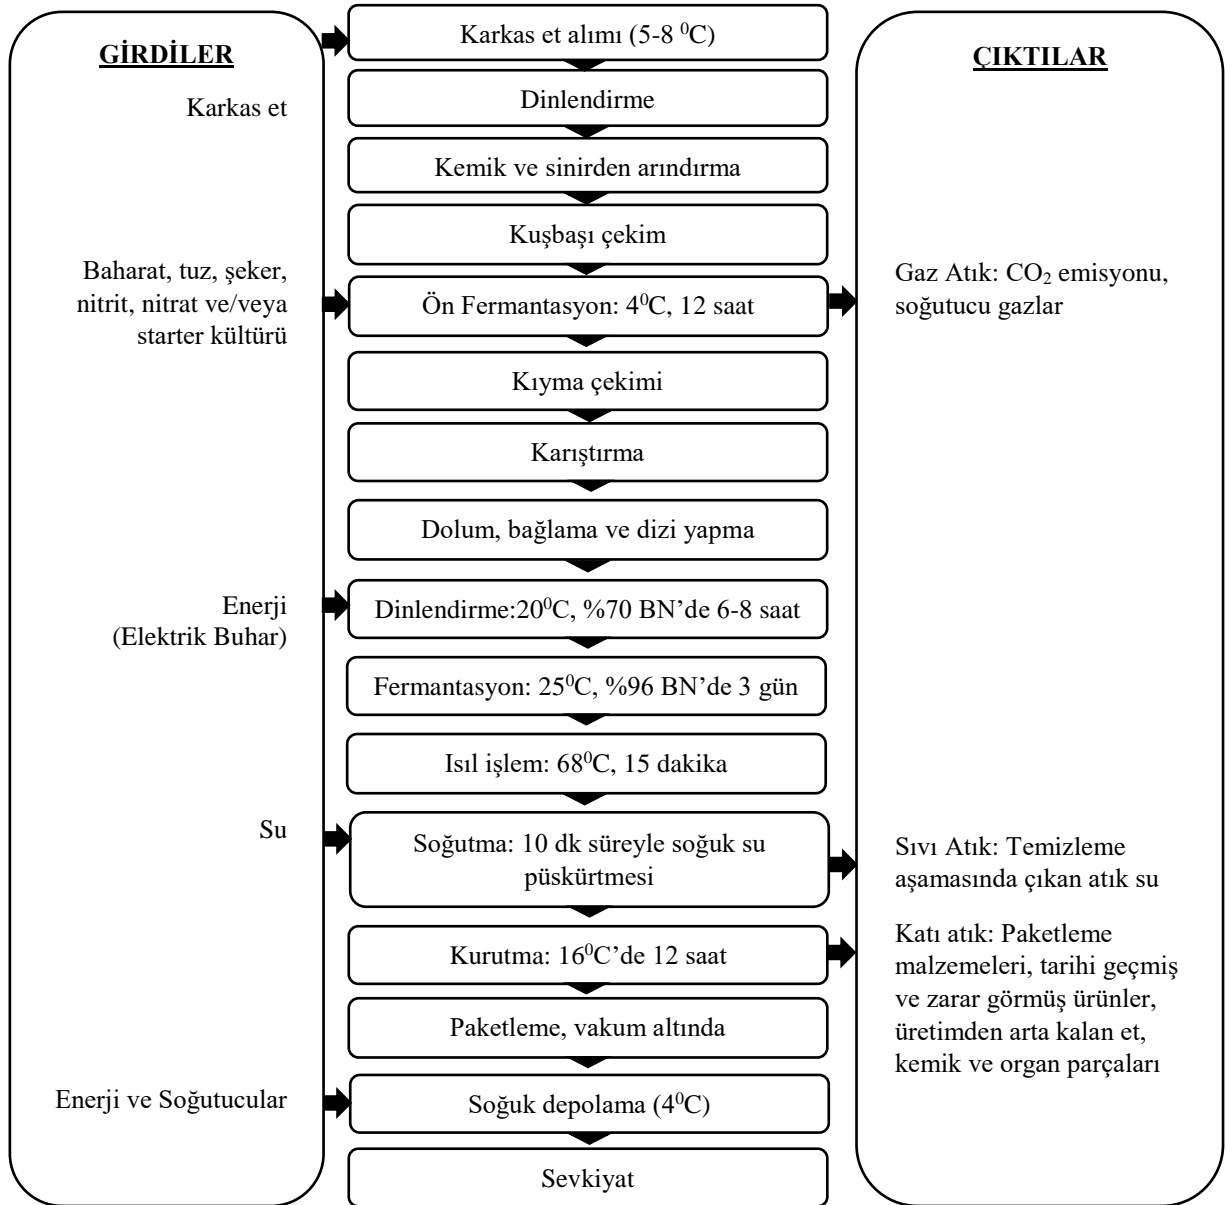 GİRDİLER
Karkas et
Baharat, tuz, şeker,
nitrit, nitrat ve/veya
starter kültürü
Enerji
(Elektrik Buhar)
Su
Enerji ve Soğutucular
Karkas et alımı (5-8 ⁰C)
Dinlendirme
Kemik ve sinirden arındırma
Kuşbaşı çekim
Ön Fermantasyon: 4⁰C, 12 saat
Kıyma çekimi
Karıştırma
Dolum, bağlama ve dizi yapma
Dinlendirme:20⁰C, %70 BN’de 6-8 saat
Fermantasyon: 25⁰C, %96 BN’de 3 gün
Isıl işlem: 68⁰C, 15 dakika
Soğutma: 10 dk süreyle soğuk su
püskürtmesi
Kurutma: 16⁰C’de 12 saat
Paketleme, vakum altında
Soğuk depolama (4⁰C)
Sevkiyat
ÇIKTILAR
Gaz Atık: CO₂ emisyonu,
soğutucu gazlar
Sıvı Atık: Temizleme
aşamasında çıkan atık su
Katı atık: Paketleme
malzemeleri, tarihi geçmiş
ve zarar görmüş ürünler,
üretimden arta kalan et,
kemik ve organ parçaları